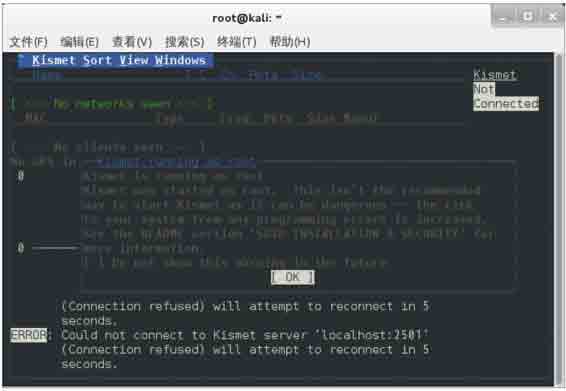 root@kali: ~
文件(F) 编辑(E) 查看(V) 搜索(S) 终端(T) 帮助(H)
~ Kismet Sort View Windows
Name T C Ch Pkts Size
Kismet
Not
Connected
[ --- No networks seen --- ]
MAC Type Freq Pkts Size Manuf
[ --- No clients seen --- ]
No GPS
Kismet running as root
0
Kismet is running as root
Kismet was started as root. This isn't the recommended
way to start Kismet as it can be dangerous -- the risk
to your system from any programming errors is increased.
See the README section 'SUID INSTALLATION & SECURITY' for
0
more information.
[ ] Do not show this warning in the future
[ OK ]
(Connection refused) will attempt to reconnect in 5
seconds.
ERROR: Could not connect to Kismet server 'localhost:2501'
(Connection refused) will attempt to reconnect in 5
seconds.